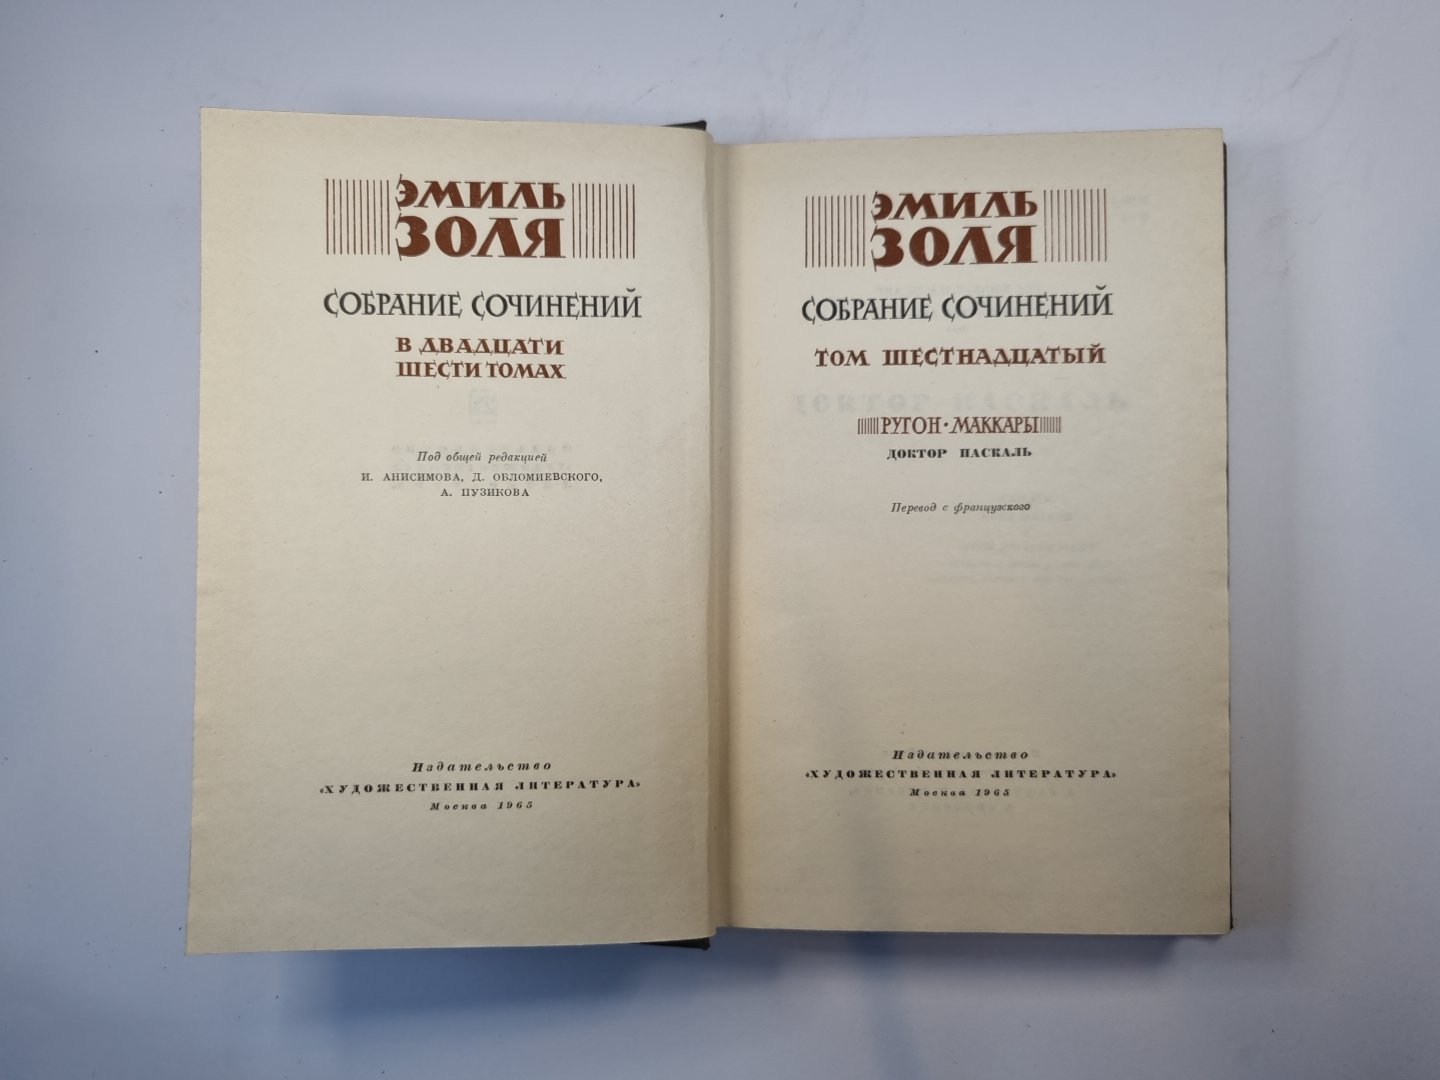 ЭМИЛЬ
ЗОЛЯ
СОБРАНИЕ СОЧИНЕНИЙ
В ДВАДЦАТИ
ШЕСТИ ТОМАХ
Под общей редакцией
И. АНИСИМОВА, Д. ОБЛОМИЕВСКОГО,
А. ПУЗИКОВА
Издательство
«ХУДОЖЕСТВЕННАЯ ЛИТЕРАТУРА»
Москва 1965
ЭМИЛЬ
ЗОЛЯ
СОБРАНИЕ СОЧИНЕНИЙ
ТОМ ШЕСТНАДЦАТЫЙ
РУГОН·МАККАРЫ
ДОКТОР ПАСКАЛЬ
Перевод с французского
Издательство
«ХУДОЖЕСТВЕННАЯ ЛИТЕРАТУРА»
Москва 1965